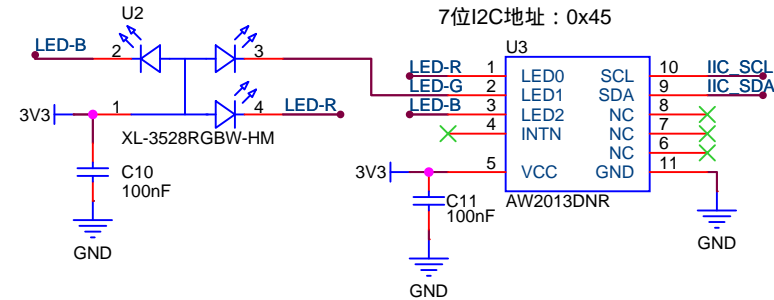 7位I2C地址：0x45
U2
LED-B
2
3
3V3
1
4
LED-R
XL-3528RGBW-HM
C10
100nF
GND
U3
LED-R
1
LED0
SCL
10
IIC_SCL
LED-G
2
LED1
SDA
9
IIC_SDA
LED-B
3
LED2
NC
8
4
INTN
NC
7
NC
6
3V3
5
VCC
GND
11
C11
100nF
AW2013DNR
GND
GND